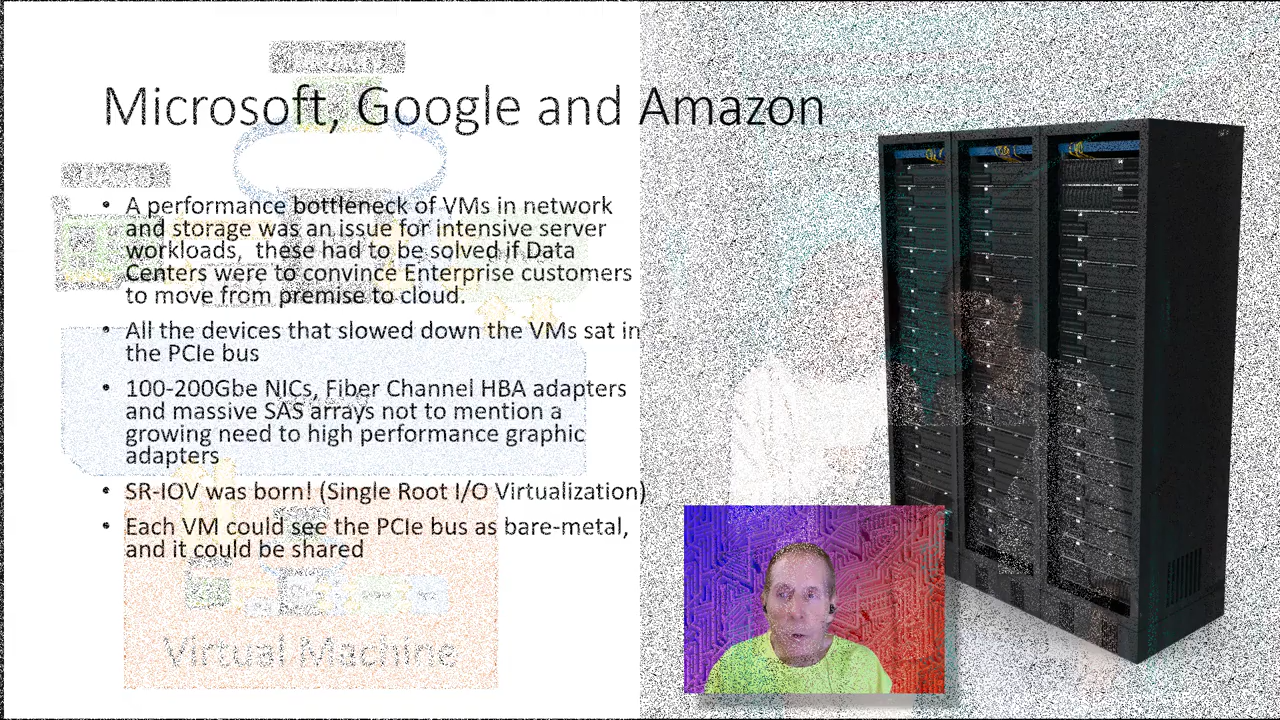 Microsoft, Google and Amazon
• A performance bottleneck of VMs in network
and storage was an issue for intensive server
workloads, these had to be solved if Data
Centers were to convince Enterprise customers
to move from premise to cloud.
• All the devices that slowed down the VMs sat in
the PCIe bus
• 100-200Gbe NICs, Fiber Channel HBA adapters
and massive SAS arrays not to mention a
growing need to high performance graphic
adapters
• SR-IOV was born! (Single Root I/O Virtualization)
• Each VM could see the PCIe bus as bare-metal,
and it could be shared
Virtual Machine